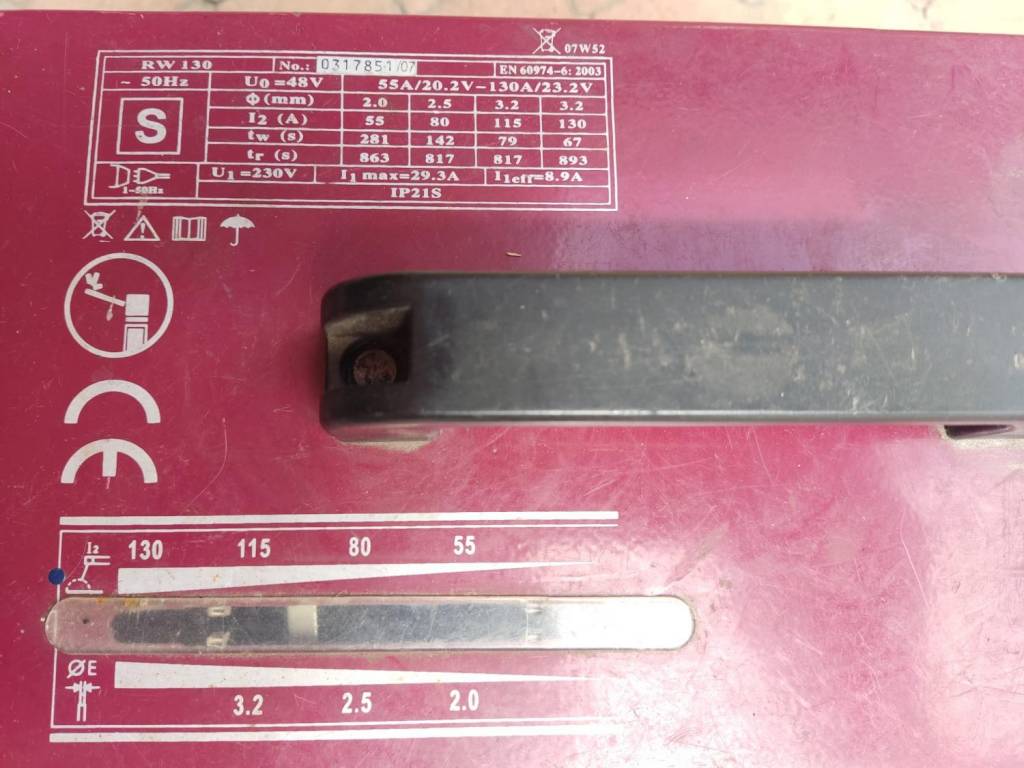 07W52
RW 130 No.: 0317851/07 EN 60974-6: 2003
~ 50Hz U0=48V 55A/20.2V-130A/23.2V
S Φ(mm) 2.0 2.5 3.2 3.2
I2 (A) 55 80 115 130
tw (s) 281 142 79 67
tr (s) 863 817 817 893
1~50Hz U1=230V I1max=29.3A I1eff=8.9A
IP21S
CE
I2 130 115 80 55
ØE
3.2 2.5 2.0